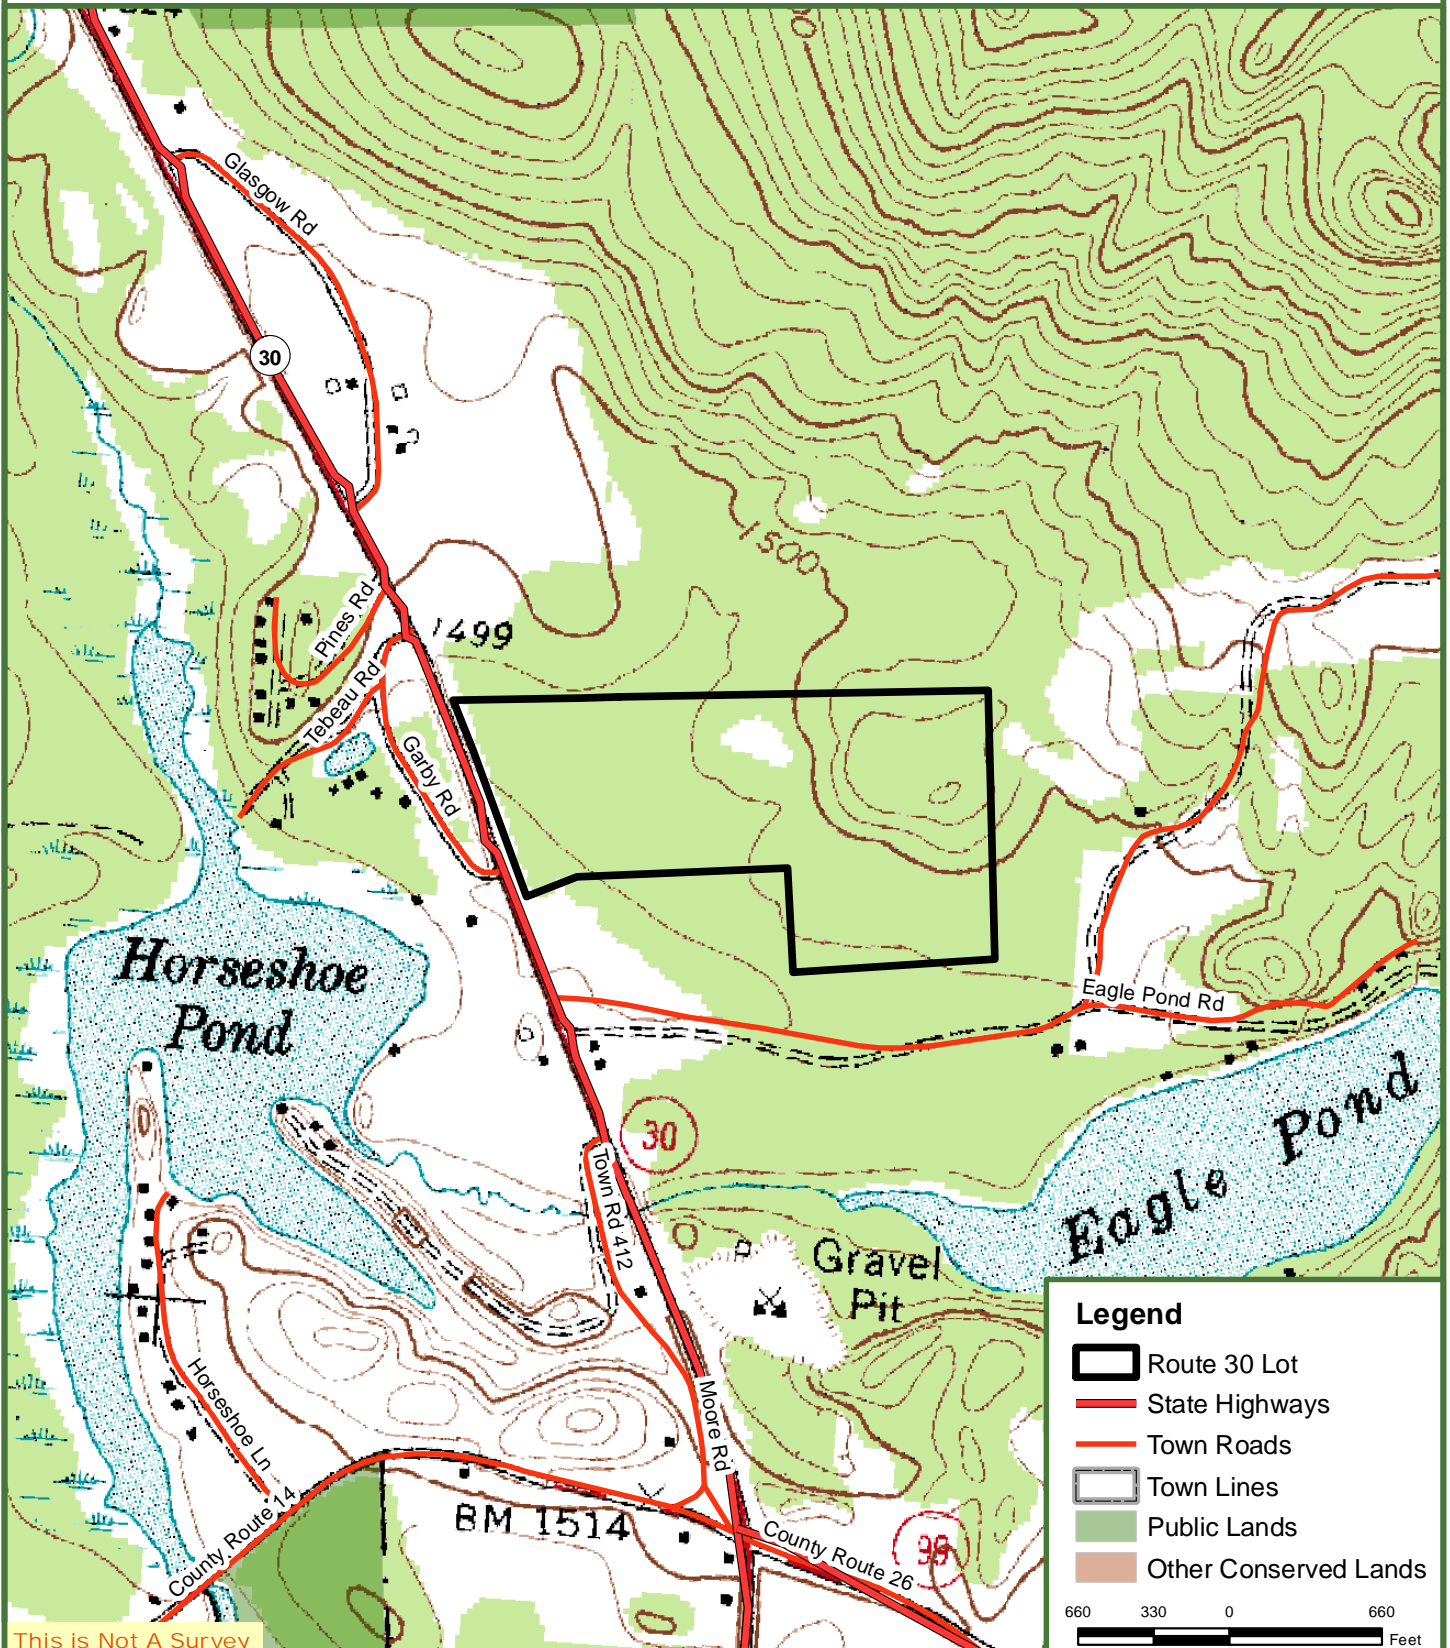 Glasgow Rd
30
1500
Pines Rd
1499
Tebeau Rd
Garby Rd
Horseshoe
Pond
Eagle Pond Rd
Eagle Pond
30
Town Rd 412
Gravel
Pit
Horseshoe Ln
Moore Rd
County Route 14
BM 1514
County Route 26
99
Legend
Route 30 Lot
State Highways
Town Roads
Town Lines
Public Lands
Other Conserved Lands
660 330 0 660
Feet
This is Not A Survey